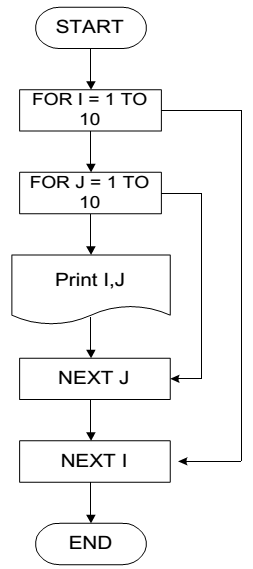 START
FOR I = 1 TO
10
FOR J = 1 TO
10
Print I,J
NEXT J
NEXT I
END